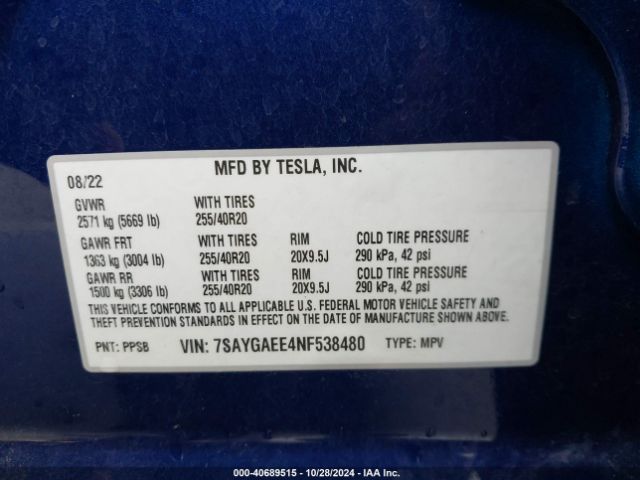 MFD BY TESLA, INC.
08/22
GVWR WITH TIRES
2571 kg (5669 lb) 255/40R20
GAWR FRT WITH TIRES RIM COLD TIRE PRESSURE
1363 kg (3004 lb) 255/40R20 20X9.5J 290 kPa, 42 psi
GAWR RR WITH TIRES RIM COLD TIRE PRESSURE
1500 kg (3306 lb) 255/40R20 20X9.5J 290 kPa, 42 psi
THIS VEHICLE CONFORMS TO ALL APPLICABLE U.S. FEDERAL MOTOR VEHICLE SAFETY AND
THEFT PREVENTION STANDARDS IN EFFECT ON THE DATE OF MANUFACTURE SHOWN ABOVE.
PNT: PPSB VIN: 7SAYGAEE4NF538480 TYPE: MPV
000-40689515 - 10/28/2024 - IAA Inc.